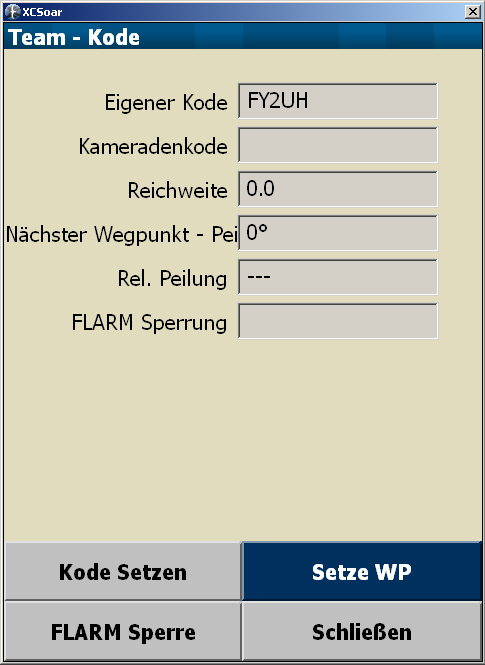 XCSoar
Team - Kode
Eigener Kode FY2UH
Kameradenkode
Reichweite 0.0
Nächster Wegpunkt - Pei 0°
Rel. Peilung ---
FLARM Sperrung
Kode Setzen Setze WP
FLARM Sperre Schließen